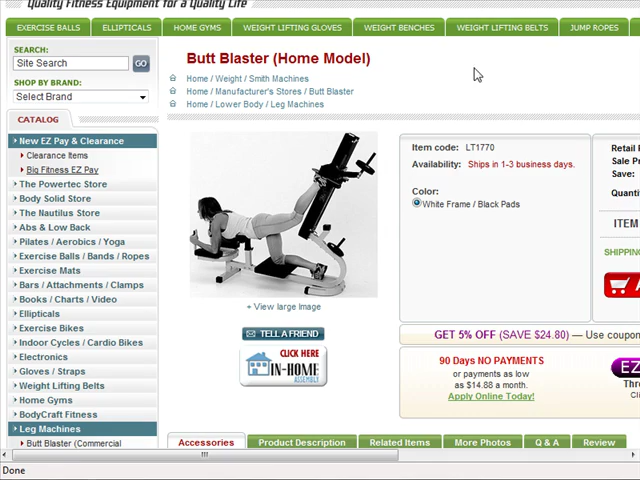 Quality Fitness Equipment for a Quality Life
EXERCISE BALLS
ELLIPTICALS
HOME GYMS
WEIGHT LIFTING GLOVES
WEIGHT BENCHES
WEIGHT LIFTING BELTS
JUMP ROPES
SEARCH:
Site Search
GO
SHOP BY BRAND:
Select Brand
CATALOG
New EZ Pay & Clearance
Clearance Items
Big Fitness EZ Pay
The Powertec Store
Body Solid Store
The Nautilus Store
Abs & Low Back
Pilates / Aerobics / Yoga
Exercise Balls / Bands / Ropes
Exercise Mats
Bars / Attachments / Clamps
Books / Charts / Video
Ellipticals
Exercise Bikes
Indoor Cycles / Cardio Bikes
Electronics
Gloves / Straps
Weight Lifting Belts
Home Gyms
BodyCraft Fitness
Leg Machines
Butt Blaster (Commercial
Butt Blaster (Home Model)
Home / Weight / Smith Machines
Home / Manufacturer's Stores / Butt Blaster
Home / Lower Body / Leg Machines
+ View large Image
TELL A FRIEND
CLICK HERE
IN-HOME
ASSEMBLY
Item code: LT1770
Availability: Ships in 1-3 business days.
Color:
White Frame / Black Pads
Retail
Sale Pr
Save:
Quanti
ITEM
SHIPPIN
GET 5% OFF (SAVE $24.80) — Use coupon
90 Days NO PAYMENTS
or payments as low
as $14.88 a month.
Apply Online Today!
EZ
Thr
Cli
Accessories
Product Description
Related Items
More Photos
Q & A
Review
Done